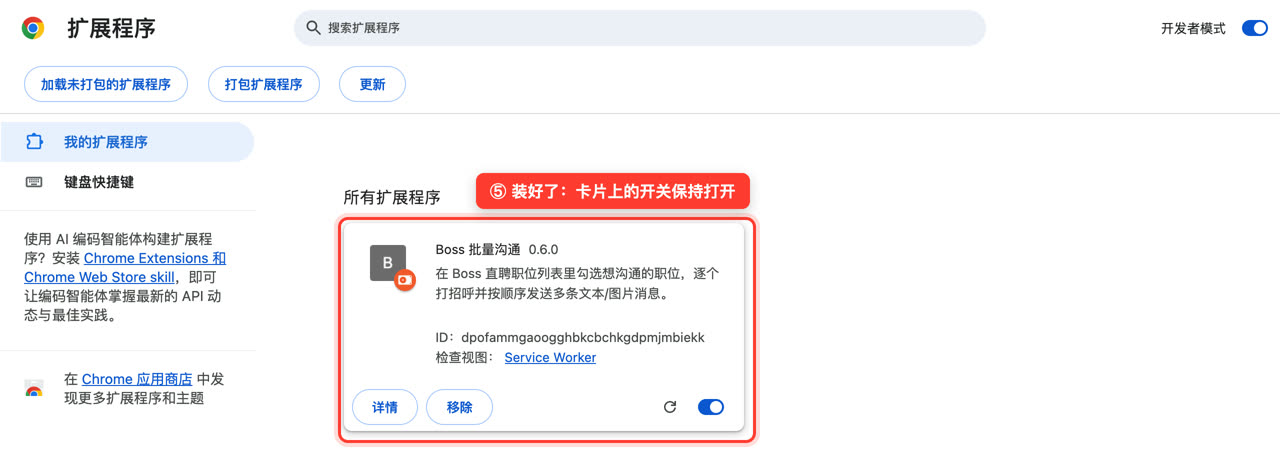 扩展程序
搜索扩展程序
开发者模式
加载未打包的扩展程序
打包扩展程序
更新
我的扩展程序
键盘快捷键
使用 AI 编码智能体构建扩展程
序？安装 Chrome Extensions 和
Chrome Web Store skill，即可
让编码智能体掌握最新的 API 动
态与最佳实践。
在 Chrome 应用商店 中发
现更多扩展程序和主题
所有扩展程序
⑤ 装好了：卡片上的开关保持打开
B
Boss 批量沟通 0.6.0
在 Boss 直聘职位列表里勾选想沟通的职位，逐个
打招呼并按顺序发送多条文本/图片消息。
ID：dpofammgaoogghbkcbchkgdpmjmbiekk
检查视图： Service Worker
详情
移除